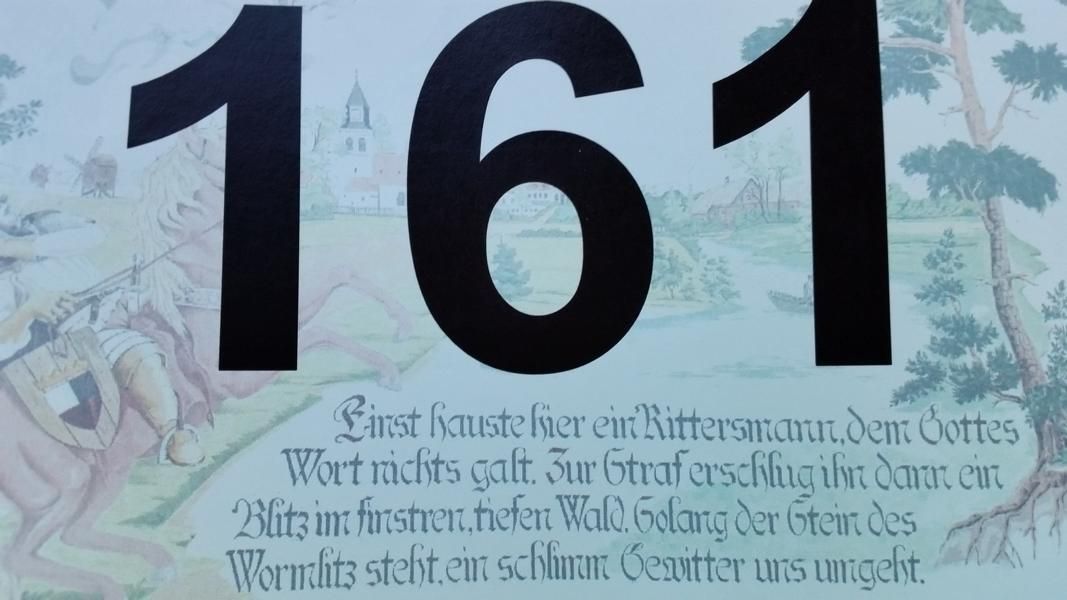 161
Einst hauste hier ein Rittersmann, dem Gottes
Wort nichts galt. Zur Straf erschlug ihn dann ein
Blitz im finstren, tiefen Wald. Solang der Stein des
Wormlitz steht, ein schlimm Gewitter uns umgeht.